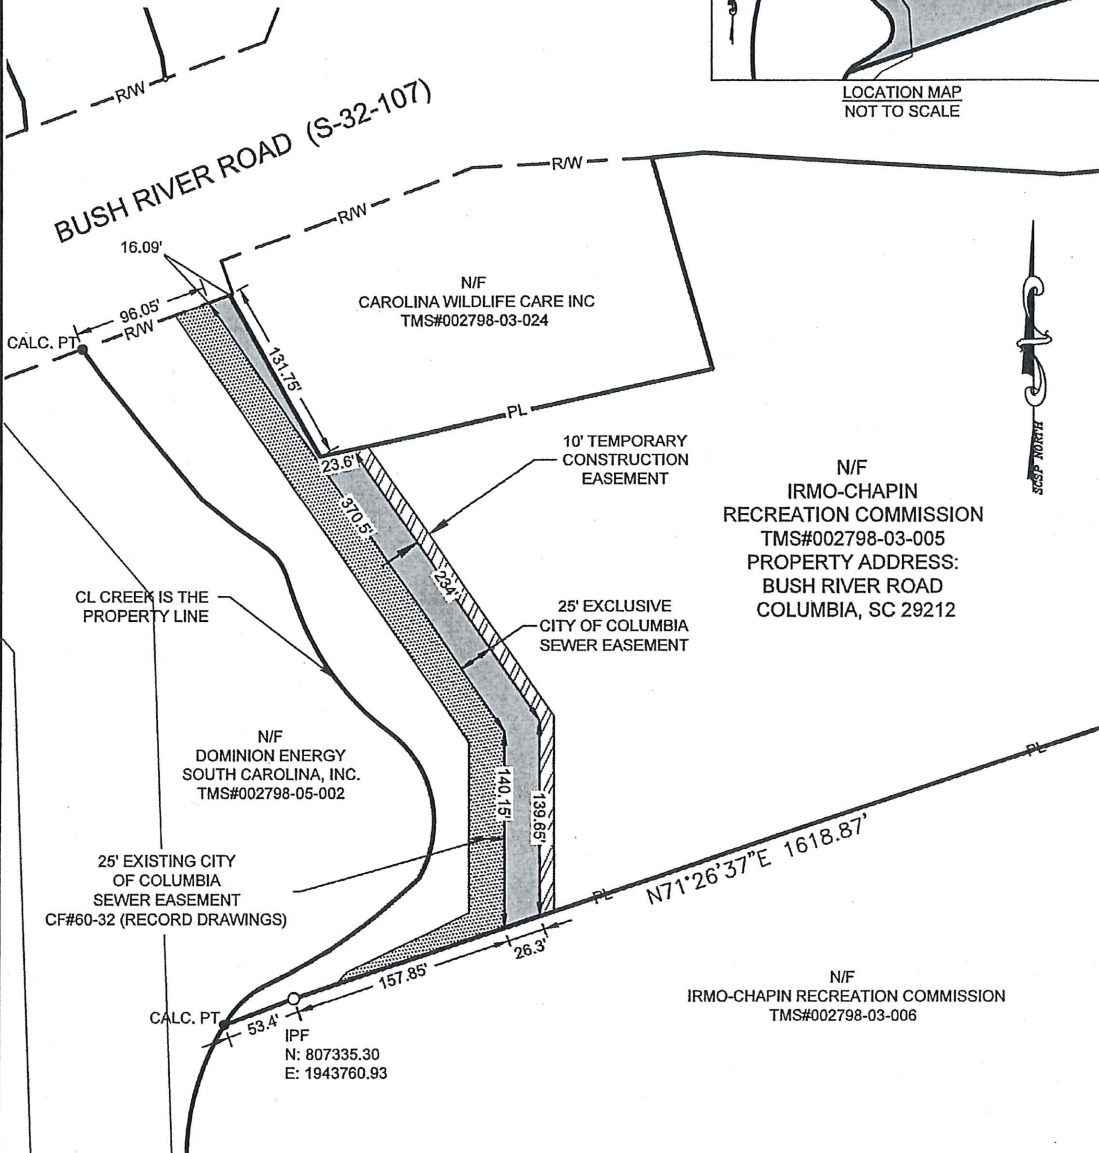 LOCATION MAP
NOT TO SCALE
R/W
BUSH RIVER ROAD (S-32-107)
R/W
R/W
16.09'
96.05'
R/W
CALC. PT
N/F
CAROLINA WILDLIFE CARE INC
TMS#002798-03-024
131.75'
PL
23.6'
10' TEMPORARY
CONSTRUCTION
EASEMENT
370.5'
234'
SCSP NORTH
N/F
IRMO-CHAPIN
RECREATION COMMISSION
TMS#002798-03-005
PROPERTY ADDRESS:
BUSH RIVER ROAD
COLUMBIA, SC 29212
CL CREEK IS THE
PROPERTY LINE
25' EXCLUSIVE
CITY OF COLUMBIA
SEWER EASEMENT
N/F
DOMINION ENERGY
SOUTH CAROLINA, INC.
TMS#002798-05-002
140.15'
139.65'
PL
N71°26'37"E 1618.87'
PL
25' EXISTING CITY
OF COLUMBIA
SEWER EASEMENT
CF#60-32 (RECORD DRAWINGS)
26.3'
157.85'
53.4'
CALC. PT
IPF
N: 807335.30
E: 1943760.93
N/F
IRMO-CHAPIN RECREATION COMMISSION
TMS#002798-03-006